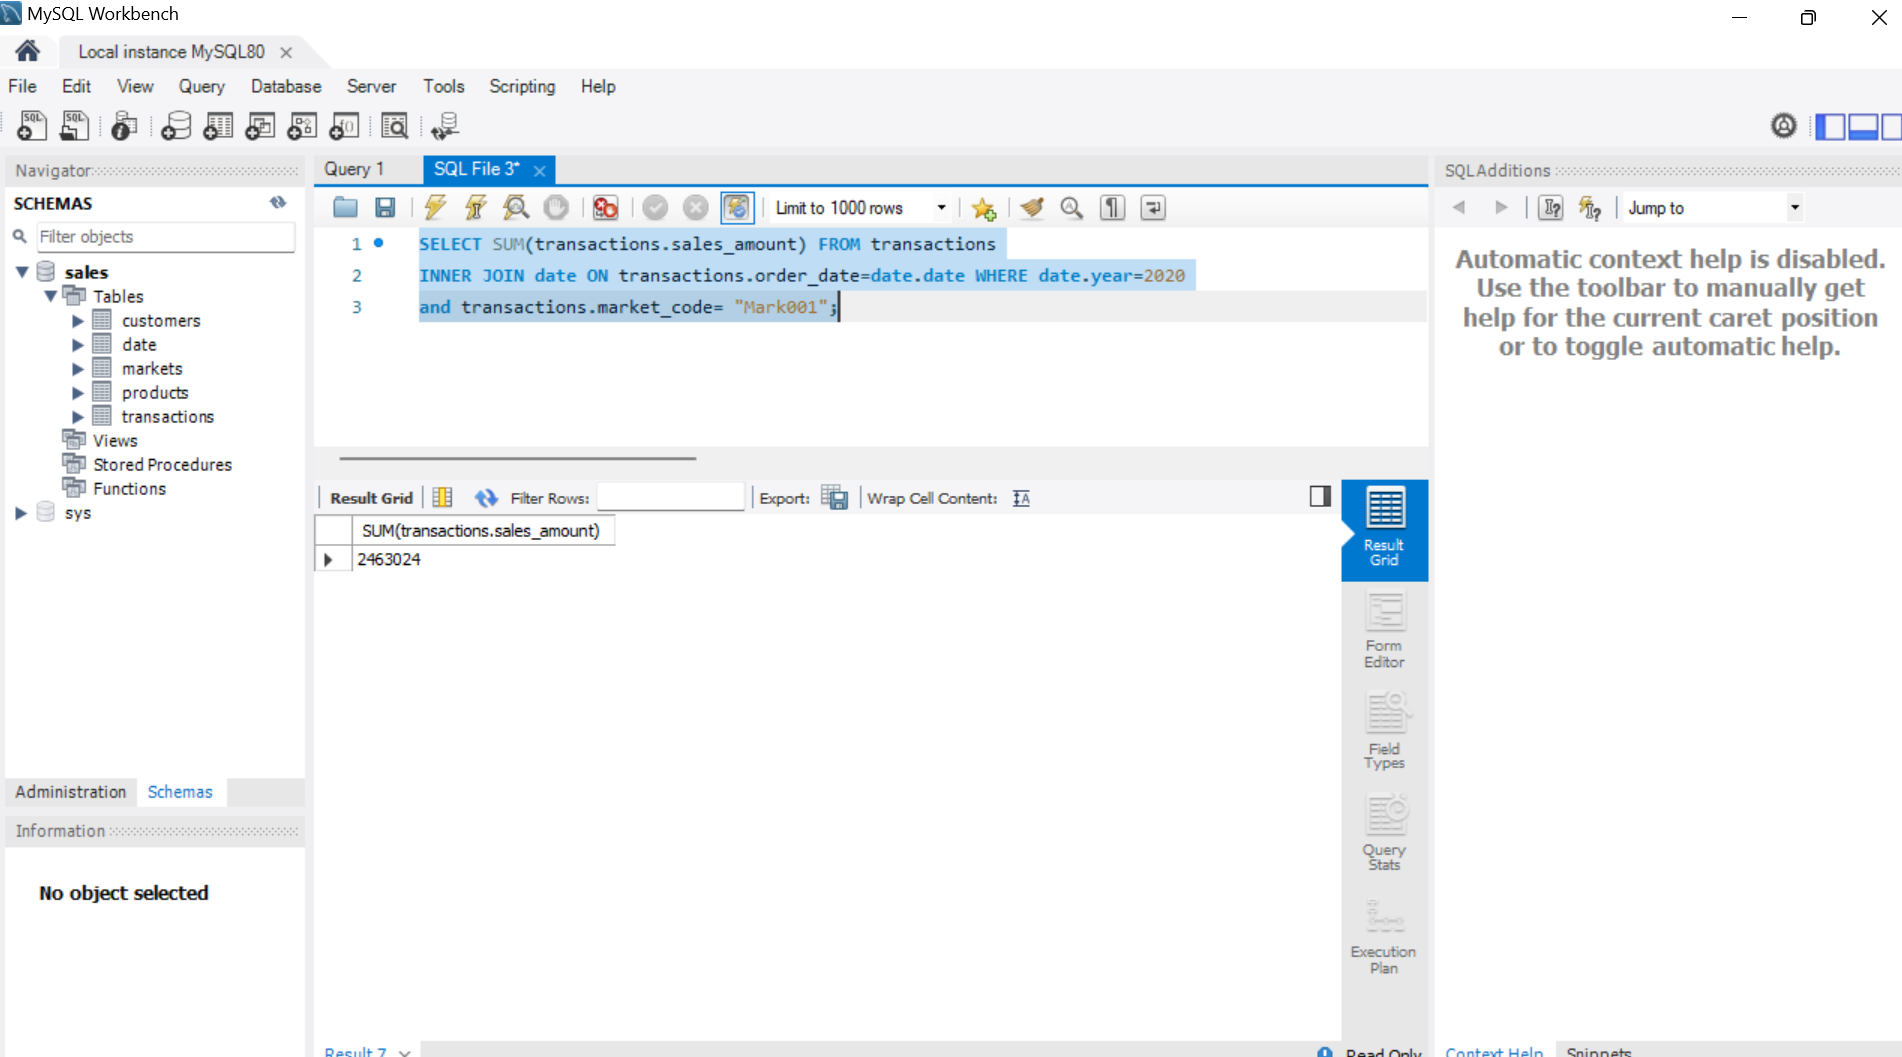 MySQL Workbench
Local instance MySQL80
File Edit View Query Database Server Tools Scripting Help
Navigator
SCHEMAS
Filter objects
sales
Tables
customers
date
markets
products
transactions
Views
Stored Procedures
Functions
sys
Administration Schemas
Information
No object selected
Query 1 SQL File 3*
Limit to 1000 rows
1 SELECT SUM(transactions.sales_amount) FROM transactions
2 INNER JOIN date ON transactions.order_date=date.date WHERE date.year=2020
3 and transactions.market_code= "Mark001";
Result Grid Filter Rows: Export: Wrap Cell Content:
SUM(transactions.sales_amount)
2463024
Result
Grid
Form
Editor
Field
Types
Query
Stats
Execution
Plan
Result 7 Read Only
SQLAdditions
Jump to
Automatic context help is disabled.
Use the toolbar to manually get
help for the current caret position
or to toggle automatic help.
Context Help Snippets